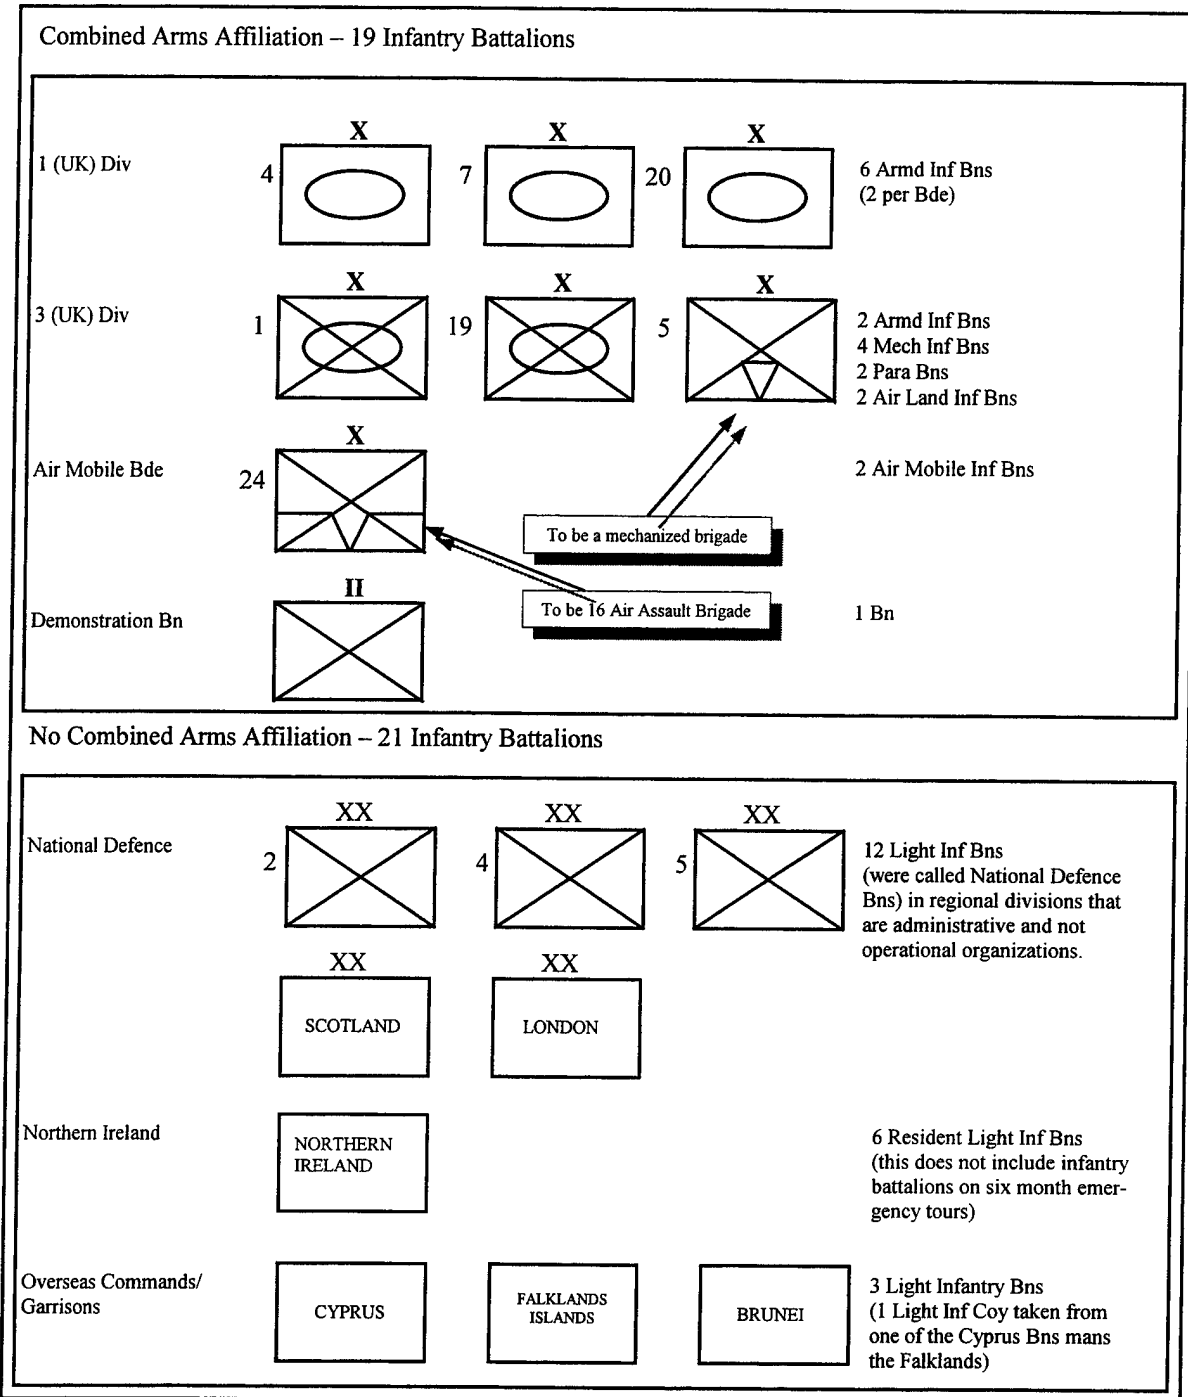 Combined Arms Affiliation – 19 Infantry Battalions
1 (UK) Div
X
X
X
4
7
20
6 Armd Inf Bns
(2 per Bde)
3 (UK) Div
X
X
X
1
19
5
2 Armd Inf Bns
4 Mech Inf Bns
2 Para Bns
2 Air Land Inf Bns
Air Mobile Bde
X
24
2 Air Mobile Inf Bns
To be a mechanized brigade
To be 16 Air Assault Brigade
Demonstration Bn
II
1 Bn
No Combined Arms Affiliation – 21 Infantry Battalions
National Defence
XX
XX
XX
2
4
5
12 Light Inf Bns
(were called National Defence
Bns) in regional divisions that
are administrative and not
operational organizations.
XX
XX
SCOTLAND
LONDON
Northern Ireland
NORTHERN
IRELAND
6 Resident Light Inf Bns
(this does not include infantry
battalions on six month emer-
gency tours)
Overseas Commands/
Garrisons
CYPRUS
FALKLANDS
ISLANDS
BRUNEI
3 Light Infantry Bns
(1 Light Inf Coy taken from
one of the Cyprus Bns mans
the Falklands)